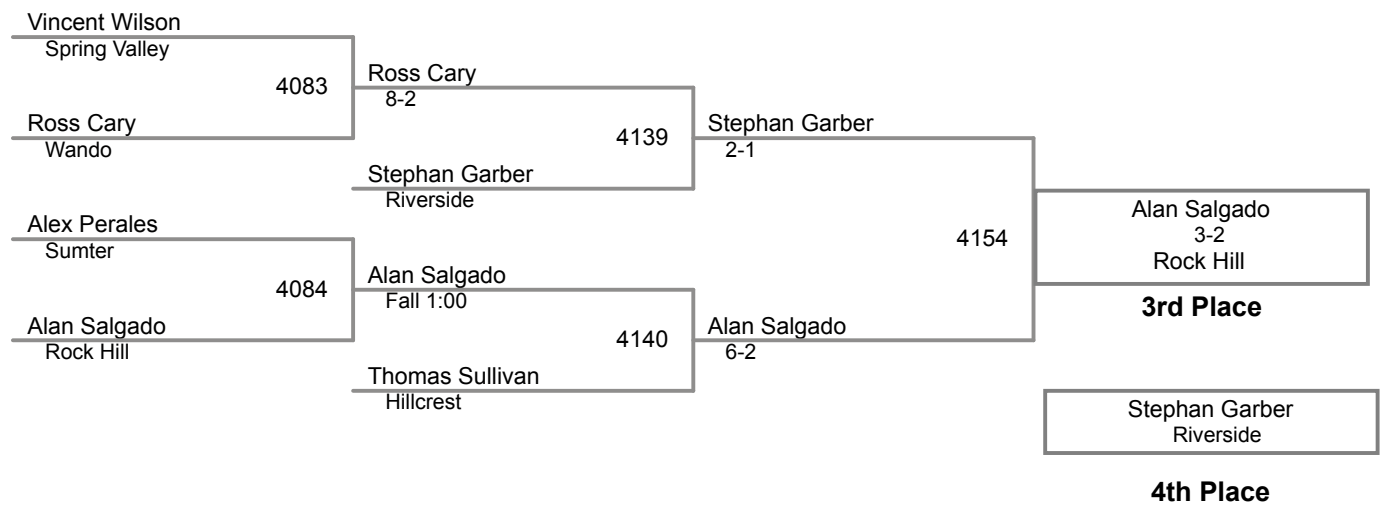 Vincent Wilson
Spring Valley
4083
Ross Cary
8-2
Ross Cary
Wando
4139
Stephan Garber
2-1
Stephan Garber
Riverside
Alex Perales
Sumter
4154
Alan Salgado
3-2
Rock Hill
3rd Place
4084
Alan Salgado
Fall 1:00
Alan Salgado
Rock Hill
4140
Alan Salgado
6-2
Thomas Sullivan
Hillcrest
Stephan Garber
Riverside
4th Place